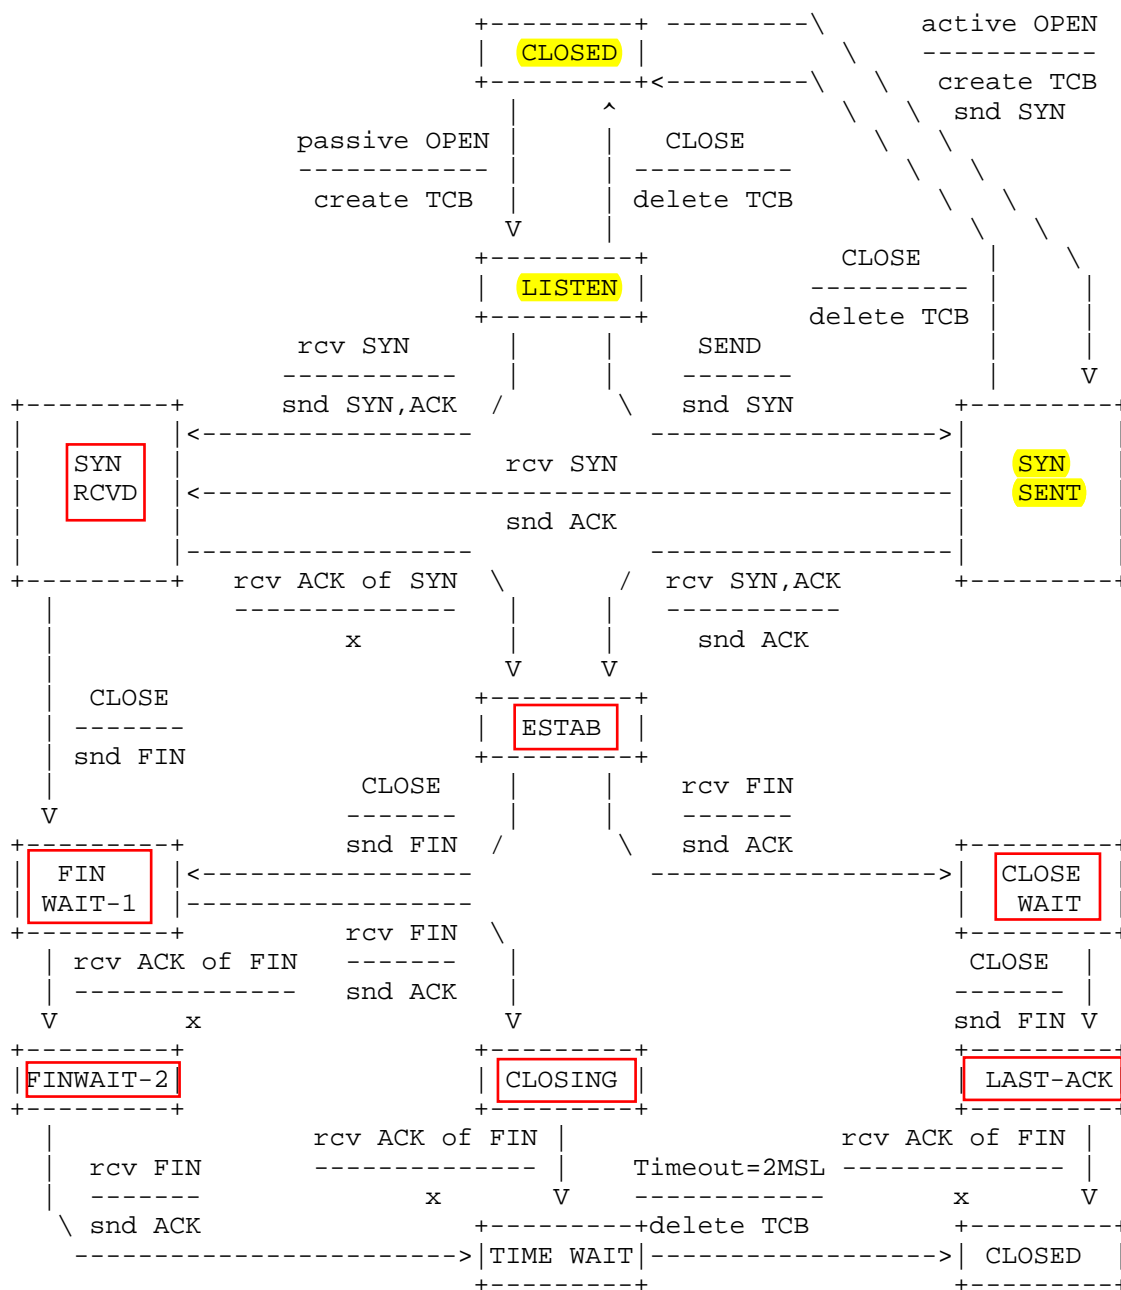 +---------+ ---------\ active OPEN
| CLOSED | \ -----------
+---------+<---------\ \ create TCB
| ^ \ \ snd SYN
passive OPEN | | CLOSE \ \
------------ | | ---------- \ \
create TCB | | delete TCB \ \
V | \ \
+---------+ CLOSE | \
| LISTEN | ---------- | |
+---------+ delete TCB | |
rcv SYN | | SEND | |
----------- | | ------- | V
+---------+ snd SYN,ACK / \ snd SYN +---------+
| |<------------------ ------------------->| |
| SYN | rcv SYN | SYN |
| RCVD |<-----------------------------------------------| SENT |
| | snd ACK | |
| |------------------ -------------------| |
+---------+ rcv ACK of SYN \ / rcv SYN,ACK +---------+
| -------------- | | -----------
| x | | snd ACK
| V V
| CLOSE +---------+
| ------- | ESTAB |
| snd FIN +---------+
| CLOSE | | rcv FIN
V ------- | | -------
+---------+ snd FIN / \ snd ACK +---------+
| FIN |<------------------ ------------------>| CLOSE |
| WAIT-1 |------------------ | WAIT |
+---------+ rcv FIN \ +---------+
| rcv ACK of FIN ------- | CLOSE |
| -------------- snd ACK | ------- |
V x V snd FIN V
+---------+ +---------+ +---------+
|FINWAIT-2| | CLOSING | | LAST-ACK|
+---------+ +---------+ +---------+
| rcv ACK of FIN | rcv ACK of FIN |
| rcv FIN -------------- | Timeout=2MSL -------------- |
| ------- x V ------------ x V
\ snd ACK +---------+delete TCB +---------+
------------------------>|TIME WAIT|------------------>| CLOSED |
+---------+ +---------+